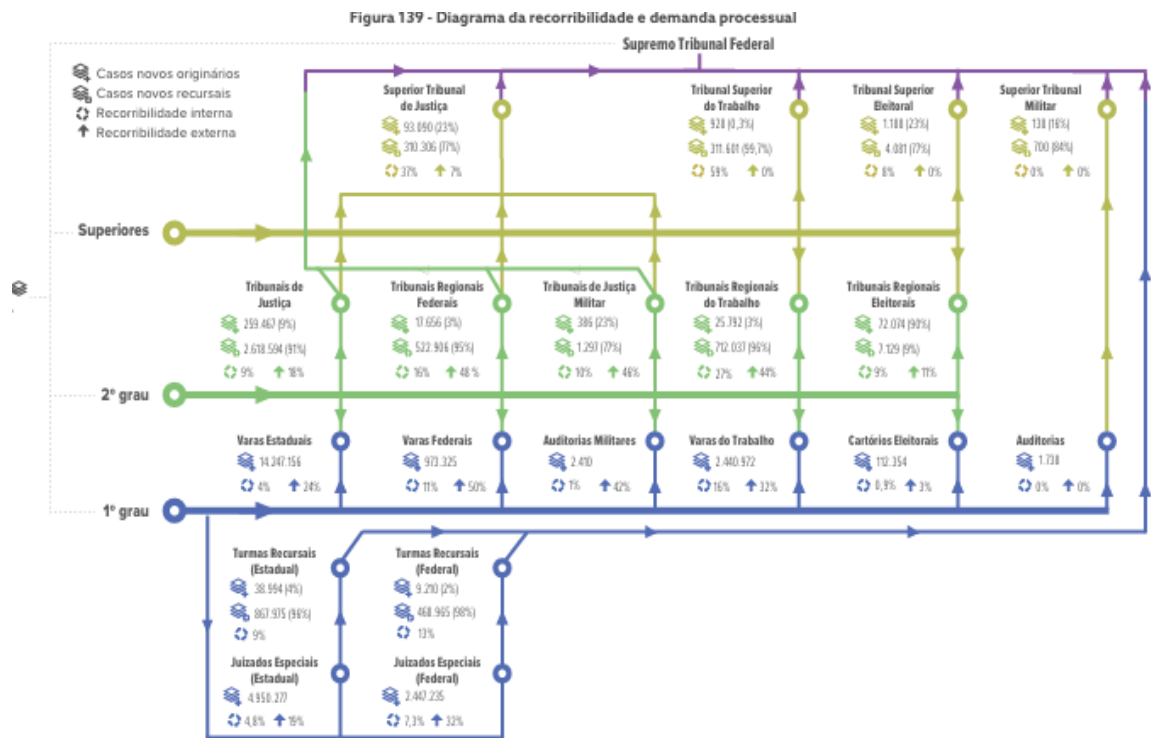 Figura 139 - Diagrama da recorribilidade e demanda processual
Supremo Tribunal Federal
Casos novos originários
Casos novos recursais
Recorribilidade interna
Recorribilidade externa
Superior Tribunal
de Justiça
93.090 (23%)
310.306 (77%)
37% 7%
Tribunal Superior
do Trabalho
928 (0,3%)
311.601 (99,7%)
59% 0%
Tribunal Superior
Eleitoral
1.188 (23%)
4.081 (77%)
8% 0%
Superior Tribunal
Militar
138 (16%)
700 (84%)
0% 0%
Superiores
Tribunais de
Justiça
259.467 (9%)
2.618.594 (91%)
9% 18%
Tribunais Regionais
Federais
17.656 (3%)
522.906 (95%)
16% 48%
Tribunais de Justiça
Militar
386 (23%)
1.297 (77%)
10% 46%
Tribunais Regionais
do Trabalho
25.792 (3%)
712.037 (96%)
27% 44%
Tribunais Regionais
Eleitorais
72.074 (90%)
7.129 (9%)
9% 11%
2º grau
Varas Estaduais
14.247.156
4% 24%
Varas Federais
973.325
11% 50%
Auditorias Militares
2.410
1% 42%
Varas do Trabalho
2.440.972
16% 32%
Cartórios Eleitorais
112.354
0,9% 3%
Auditorias
1.738
0% 0%
1º grau
Turmas Recursais
(Estadual)
38.994 (4%)
867.975 (96%)
9%
Turmas Recursais
(Federal)
9.210 (2%)
468.965 (98%)
13%
Juizados Especiais
(Estadual)
4.950.277
4,8% 19%
Juizados Especiais
(Federal)
2.447.235
7,3% 32%